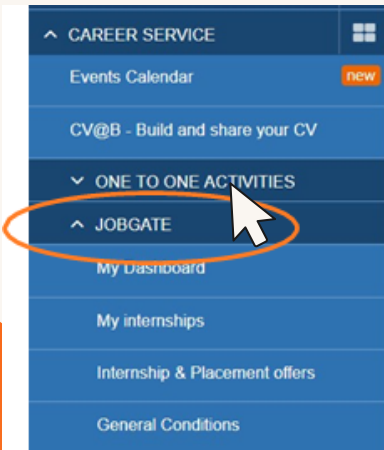 CAREER SERVICE
Events Calendar new
CV@B - Build and share your CV
ONE TO ONE ACTIVITIES
JOBGATE
My Dashboard
My internships
Internship & Placement offers
General Conditions